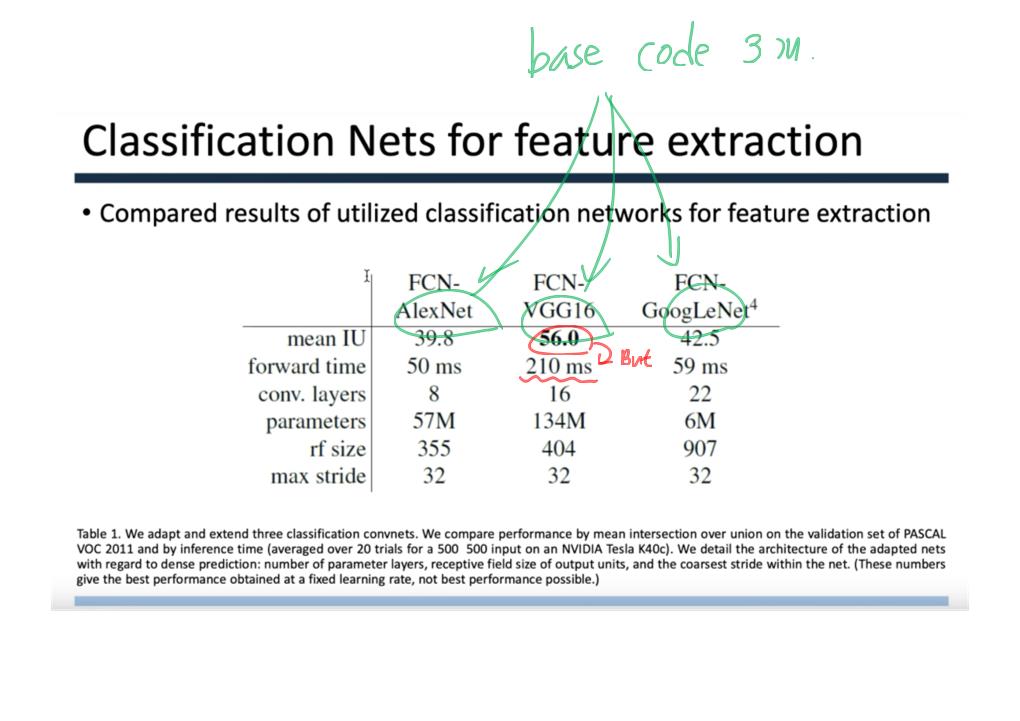 base code 3개.
Classification Nets for feature extraction
• Compared results of utilized classification networks for feature extraction
FCN- FCN- FCN-
AlexNet VGG16 GoogLeNet4
mean IU 39.8 56.0 42.5
But
forward time 50 ms 210 ms 59 ms
conv. layers 8 16 22
parameters 57M 134M 6M
rf size 355 404 907
max stride 32 32 32
Table 1. We adapt and extend three classification convnets. We compare performance by mean intersection over union on the validation set of PASCAL
VOC 2011 and by inference time (averaged over 20 trials for a 500 500 input on an NVIDIA Tesla K40c). We detail the architecture of the adapted nets
with regard to dense prediction: number of parameter layers, receptive field size of output units, and the coarsest stride within the net. (These numbers
give the best performance obtained at a fixed learning rate, not best performance possible.)